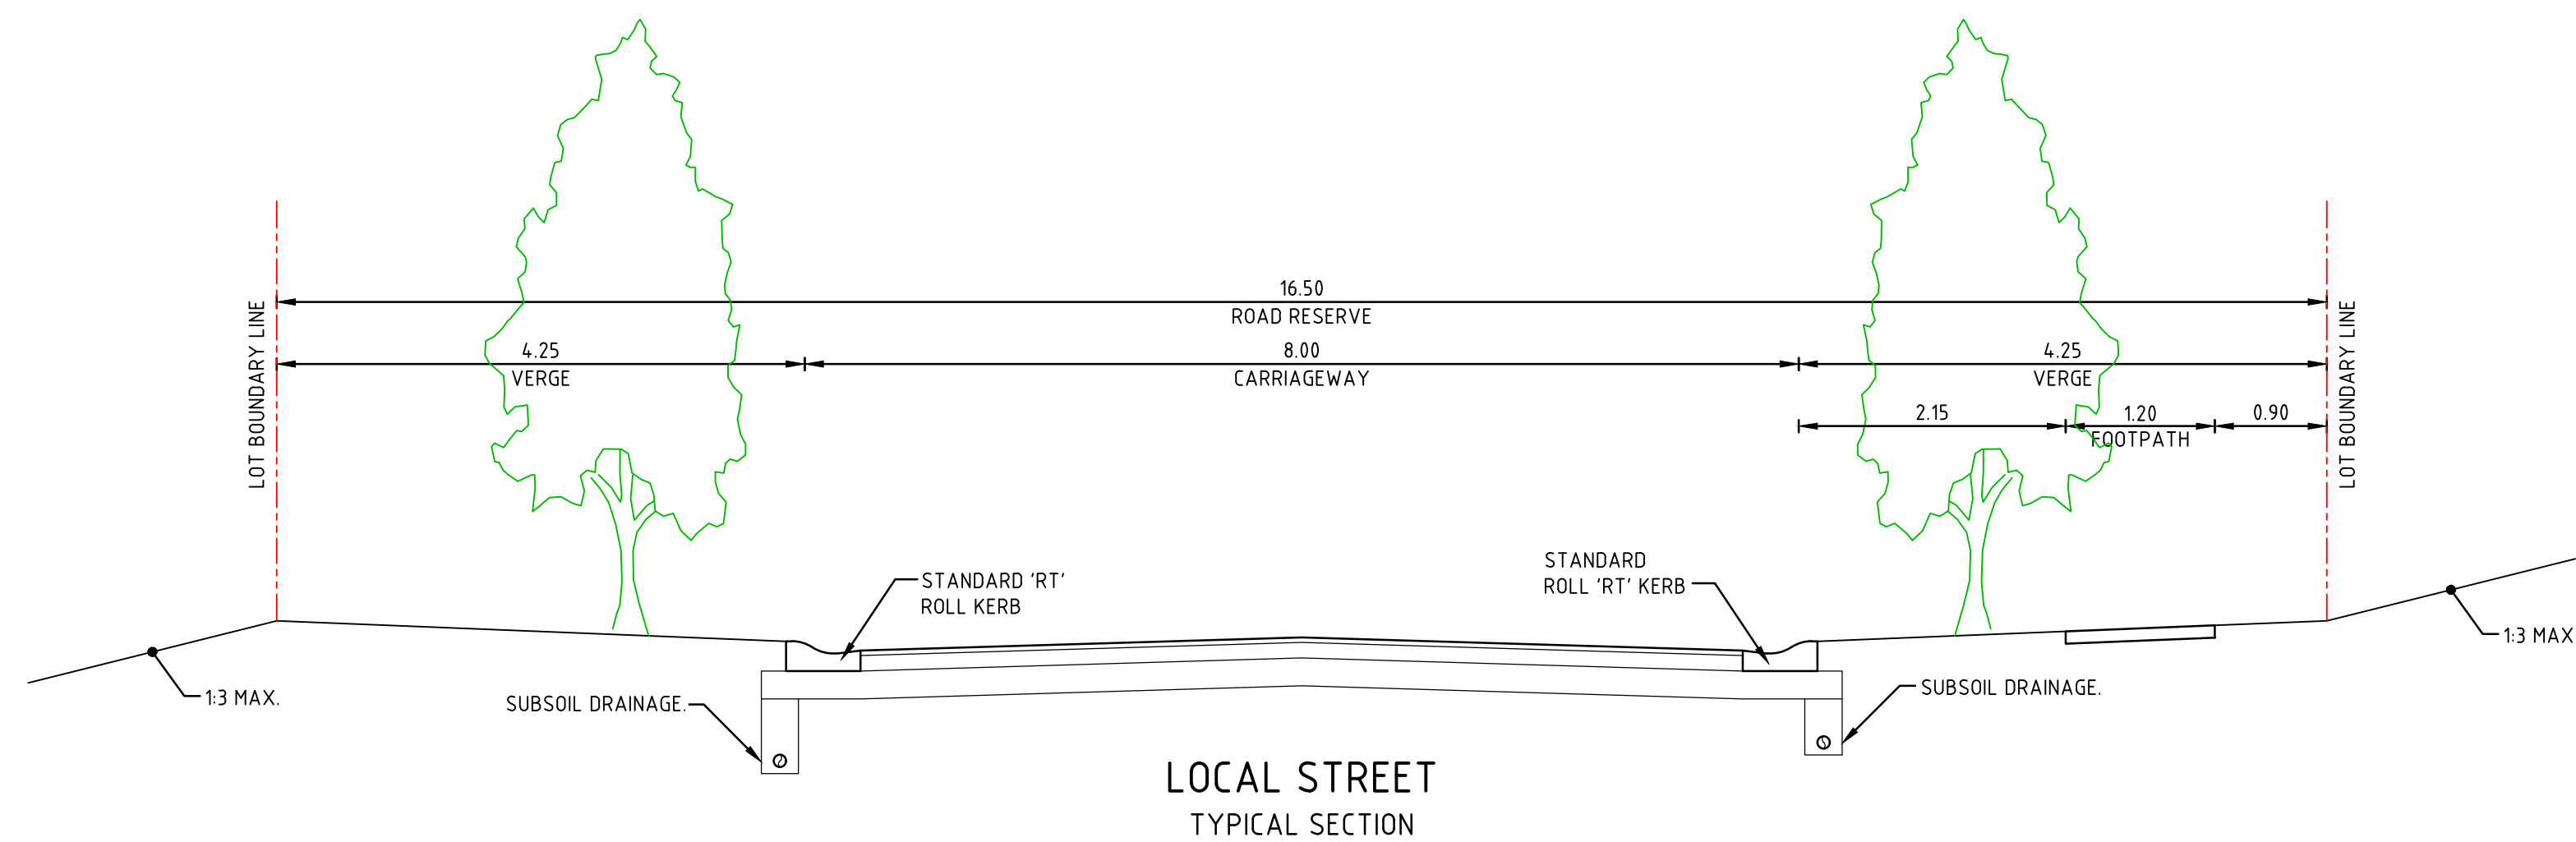 16.50
ROAD RESERVE
4.25
VERGE
8.00
CARRIAGEWAY
4.25
VERGE
2.15
1.20
FOOTPATH
0.90
LOT BOUNDARY LINE
LOT BOUNDARY LINE
STANDARD 'RT'
ROLL KERB
STANDARD
ROLL 'RT' KERB
1:3 MAX.
1:3 MAX
SUBSOIL DRAINAGE.
SUBSOIL DRAINAGE.
LOCAL STREET
TYPICAL SECTION